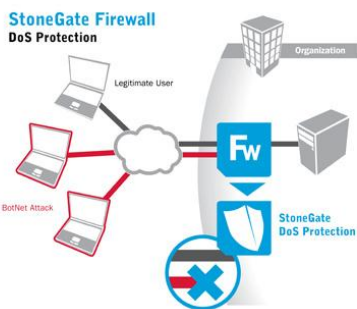 StoneGate Firewall
DoS Protection
Organization
Legitimate User
Fw
BotNet Attack
StoneGate
DoS Protection